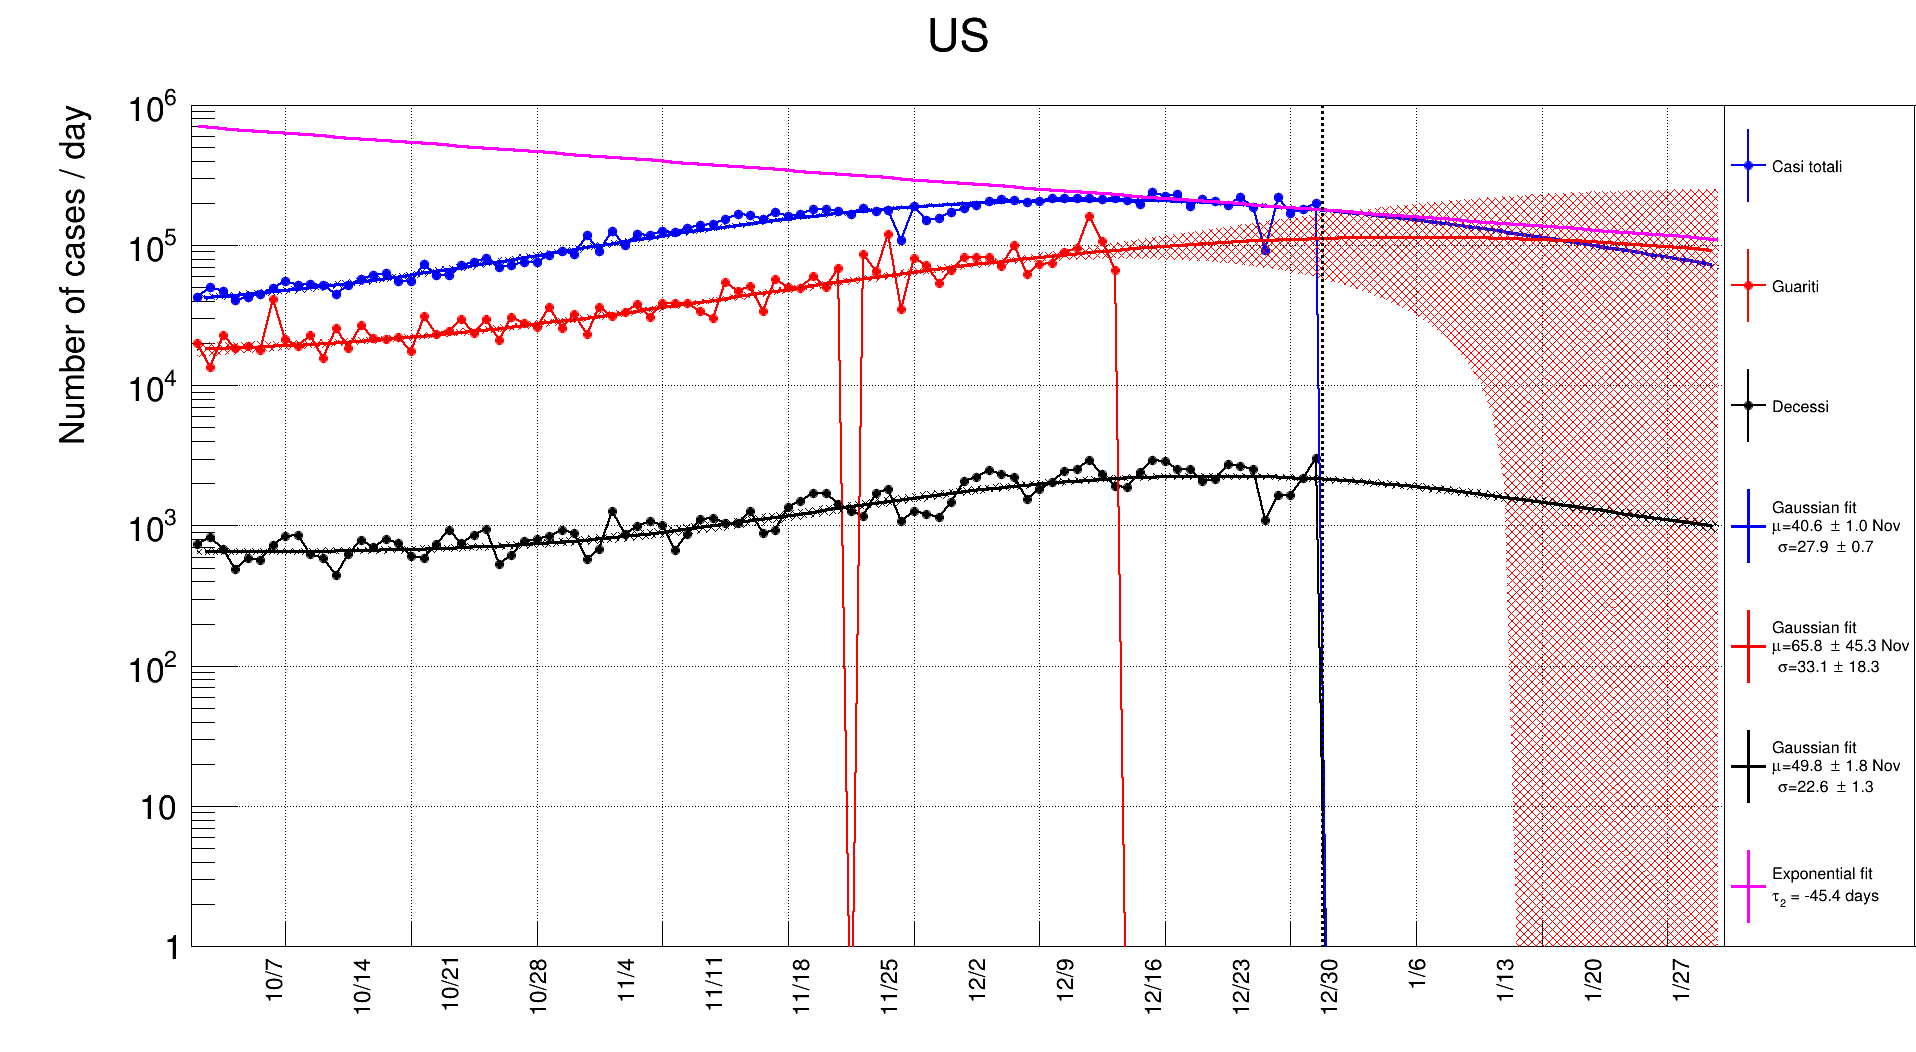 US
Number of cases / day
10^6
10^5
10^4
10^3
10^2
10
1
10/7
10/14
10/21
10/28
11/4
11/11
11/18
11/25
12/2
12/9
12/16
12/23
12/30
1/6
1/13
1/20
1/27
Casi totali
Guariti
Decessi
Gaussian fit
μ=40.6 ± 1.0 Nov
σ=27.9 ± 0.7
Gaussian fit
μ=65.8 ± 45.3 Nov
σ=33.1 ± 18.3
Gaussian fit
μ=49.8 ± 1.8 Nov
σ=22.6 ± 1.3
Exponential fit
τ₂ = -45.4 days